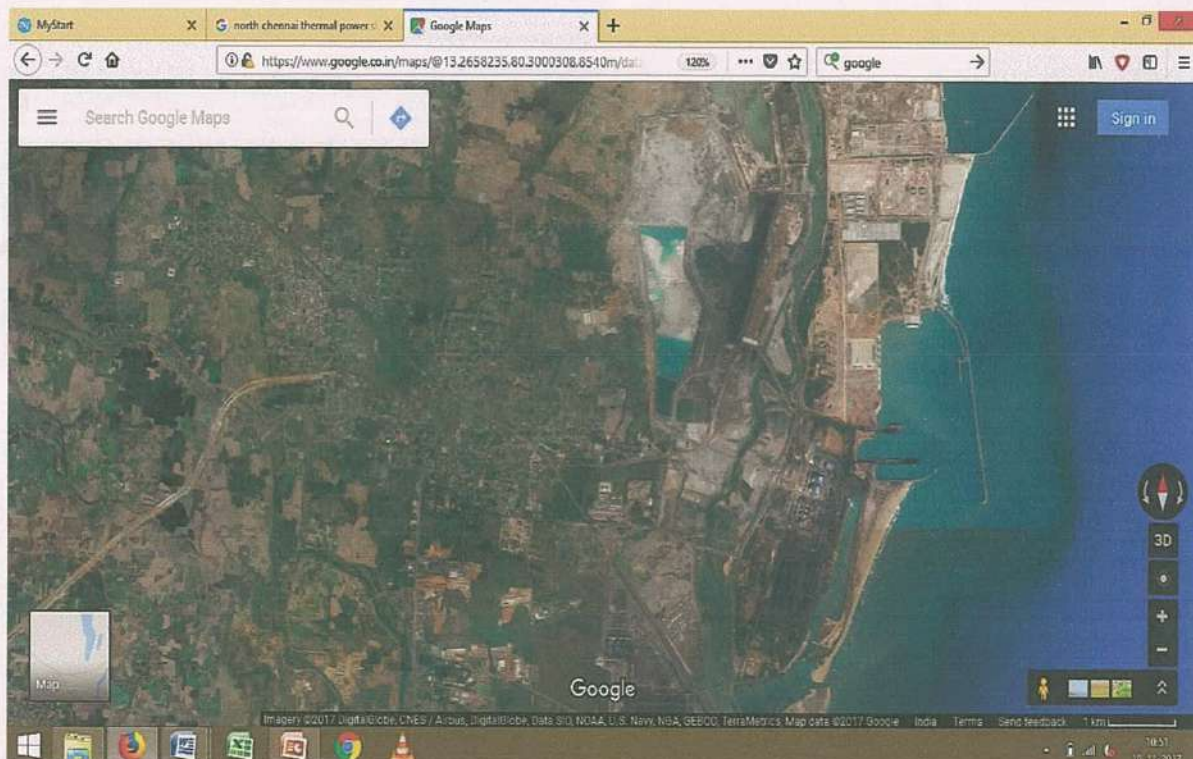 MyStart
north chennai thermal power s
Google Maps
https://www.google.co.in/maps/@13.2658235,80.3000308,8540m/dat
120%
google
Search Google Maps
Sign in
3D
Map
Google
Imagery ©2017 DigitalGlobe, CNES / Airbus, DigitalGlobe, Data SIO, NOAA, U.S. Navy, NGA, GEBCO, TerraMetrics, Map data ©2017 Google India Terms Send feedback 1 km
10:51